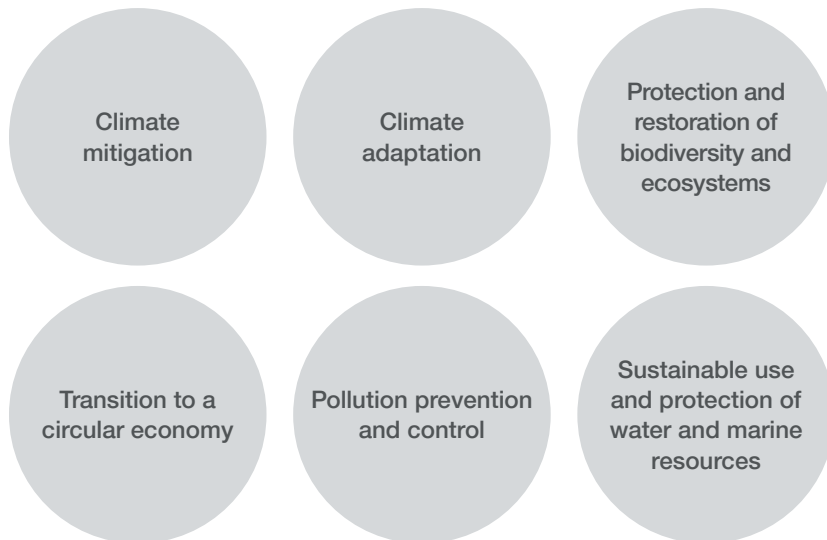 Climate
mitigation
Climate
adaptation
Protection and
restoration of
biodiversity and
ecosystems
Transition to a
circular economy
Pollution prevention
and control
Sustainable use
and protection of
water and marine
resources